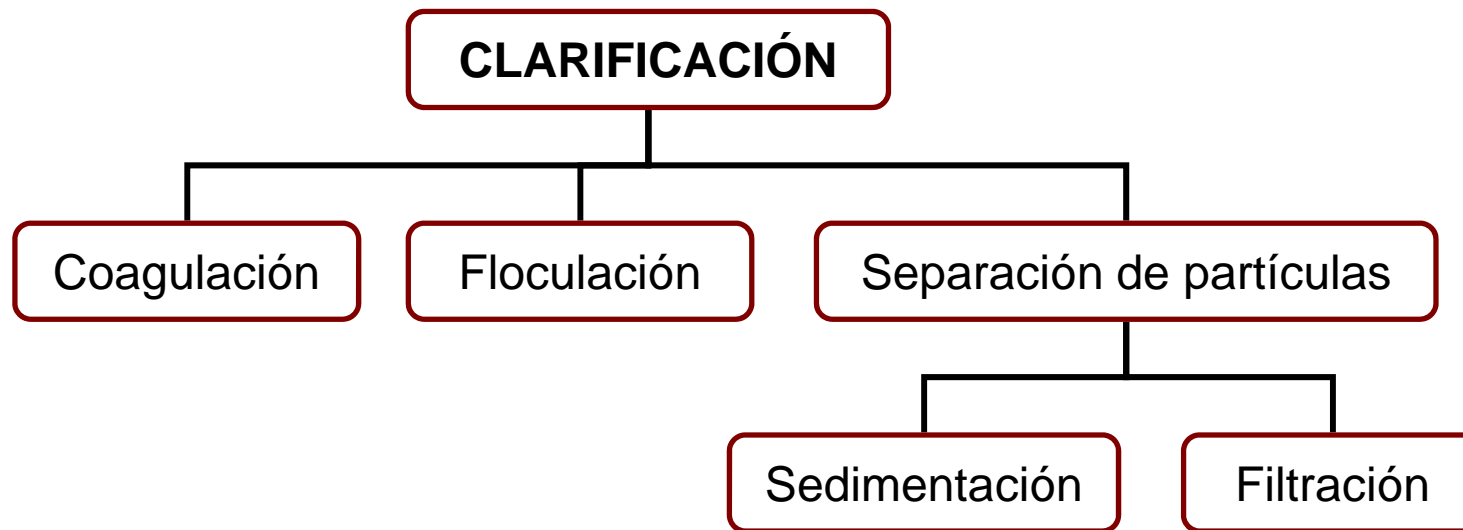 CLARIFICACIÓN
Coagulación
Floculación
Separación de partículas
Sedimentación
Filtración